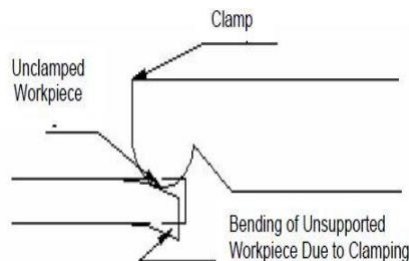 Clamp
Unclamped
Workpiece
Bending of Unsupported
Workpiece Due to Clamping